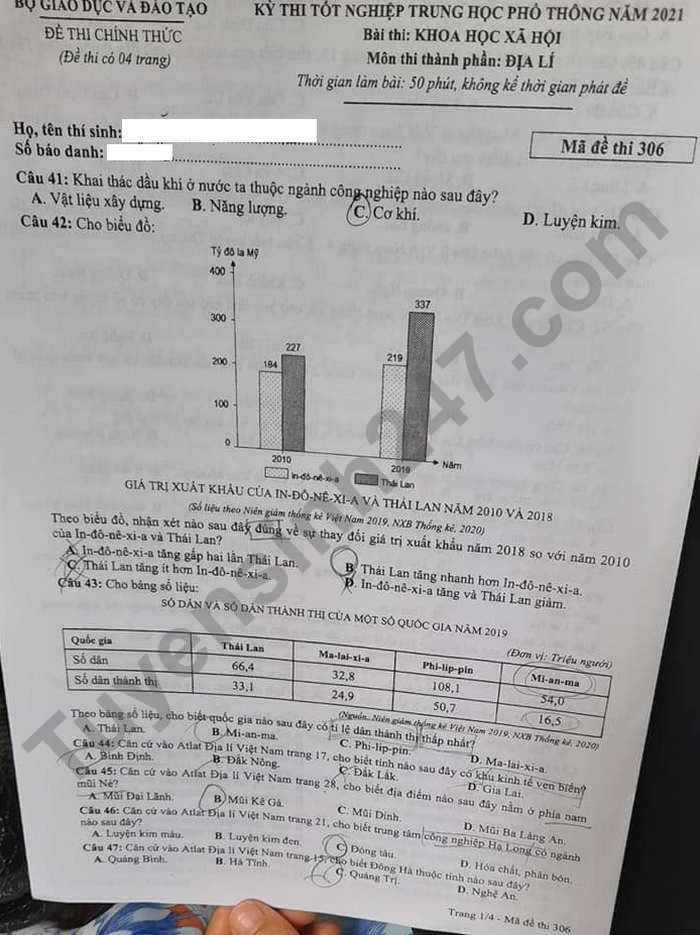 BỘ GIÁO DỤC VÀ ĐÀO TẠO
ĐỀ THI CHÍNH THỨC
(Đề thi có 04 trang)
KỲ THI TỐT NGHIỆP TRUNG HỌC PHỔ THÔNG NĂM 2021
Bài thi: KHOA HỌC XÃ HỘI
Môn thi thành phần: ĐỊA LÍ
Thời gian làm bài: 50 phút, không kể thời gian phát đề
Họ, tên thí sinh:
Số báo danh:
Mã đề thi 306
Câu 41: Khai thác dầu khí ở nước ta thuộc ngành công nghiệp nào sau đây?
A. Vật liệu xây dựng. B. Năng lượng. C. Cơ khí. D. Luyện kim.
Câu 42: Cho biểu đồ:
Tỷ đô la Mỹ
400
300
200
100
0
184 227 219 337
2010 2018 Năm
In-đô-nê-xi-a Thái Lan
GIÁ TRỊ XUẤT KHẨU CỦA IN-ĐÔ-NÊ-XI-A VÀ THÁI LAN NĂM 2010 VÀ 2018
(Số liệu theo Niên giám thống kê Việt Nam 2019, NXB Thống kê, 2020)
Theo biểu đồ, nhận xét nào sau đây đúng về sự thay đổi giá trị xuất khẩu năm 2018 so với năm 2010
của In-đô-nê-xi-a và Thái Lan?
A. In-đô-nê-xi-a tăng gấp hai lần Thái Lan. B. Thái Lan tăng nhanh hơn In-đô-nê-xi-a.
C. Thái Lan tăng ít hơn In-đô-nê-xi-a. D. In-đô-nê-xi-a tăng và Thái Lan giảm.
Câu 43: Cho bảng số liệu:
SỐ DÂN VÀ SỐ DÂN THÀNH THỊ CỦA MỘT SỐ QUỐC GIA NĂM 2019
(Đơn vị: Triệu người)
Quốc gia Thái Lan Ma-lai-xi-a Phi-lip-pin Mi-an-ma
Số dân 66,4 32,8 108,1 54,0
Số dân thành thị 33,1 24,9 50,7 16,5
(Nguồn: Niên giám thống kê Việt Nam 2019, NXB Thống kê, 2020)
Theo bảng số liệu, cho biết quốc gia nào sau đây có tỉ lệ dân thành thị thấp nhất?
A. Thái Lan. B. Mi-an-ma. C. Phi-lip-pin. D. Ma-lai-xi-a.
Câu 44: Căn cứ vào Atlat Địa lí Việt Nam trang 17, cho biết tỉnh nào sau đây có khu kinh tế ven biển?
A. Bình Định. B. Đắk Nông. C. Đắk Lắk. D. Gia Lai.
Câu 45: Căn cứ vào Atlat Địa lí Việt Nam trang 28, cho biết địa điểm nào sau đây nằm ở phía nam
mũi Né?
A. Mũi Đại Lãnh. B. Mũi Kê Gà. C. Mũi Dinh. D. Mũi Ba Làng An.
Câu 46: Căn cứ vào Atlat Địa lí Việt Nam trang 21, cho biết trung tâm công nghiệp Hạ Long có ngành
nào sau đây?
A. Luyện kim màu. B. Luyện kim đen. C. Đóng tàu. D. Hóa chất, phân bón.
Câu 47: Căn cứ vào Atlat Địa lí Việt Nam trang 15, cho biết Đông Hà thuộc tỉnh nào sau đây?
A. Quảng Bình. B. Hà Tĩnh. C. Quảng Trị. D. Nghệ An.
Trang 1/4 - Mã đề thi 306
Tuyensinh247.com